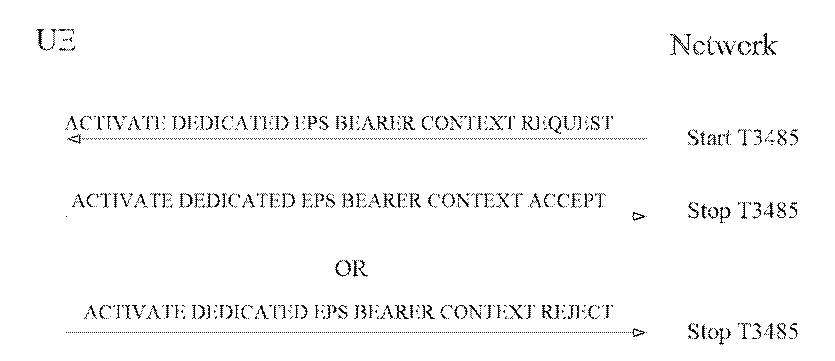 UE
Network
ACTIVATE DEDICATED EPS BEARER CONTEXT REQUEST
Start T3485
ACTIVATE DEDICATED EPS BEARER CONTEXT ACCEPT
Stop T3485
OR
ACTIVATE DEDICATED EPS BEARER CONTEXT REJECT
Stop T3485